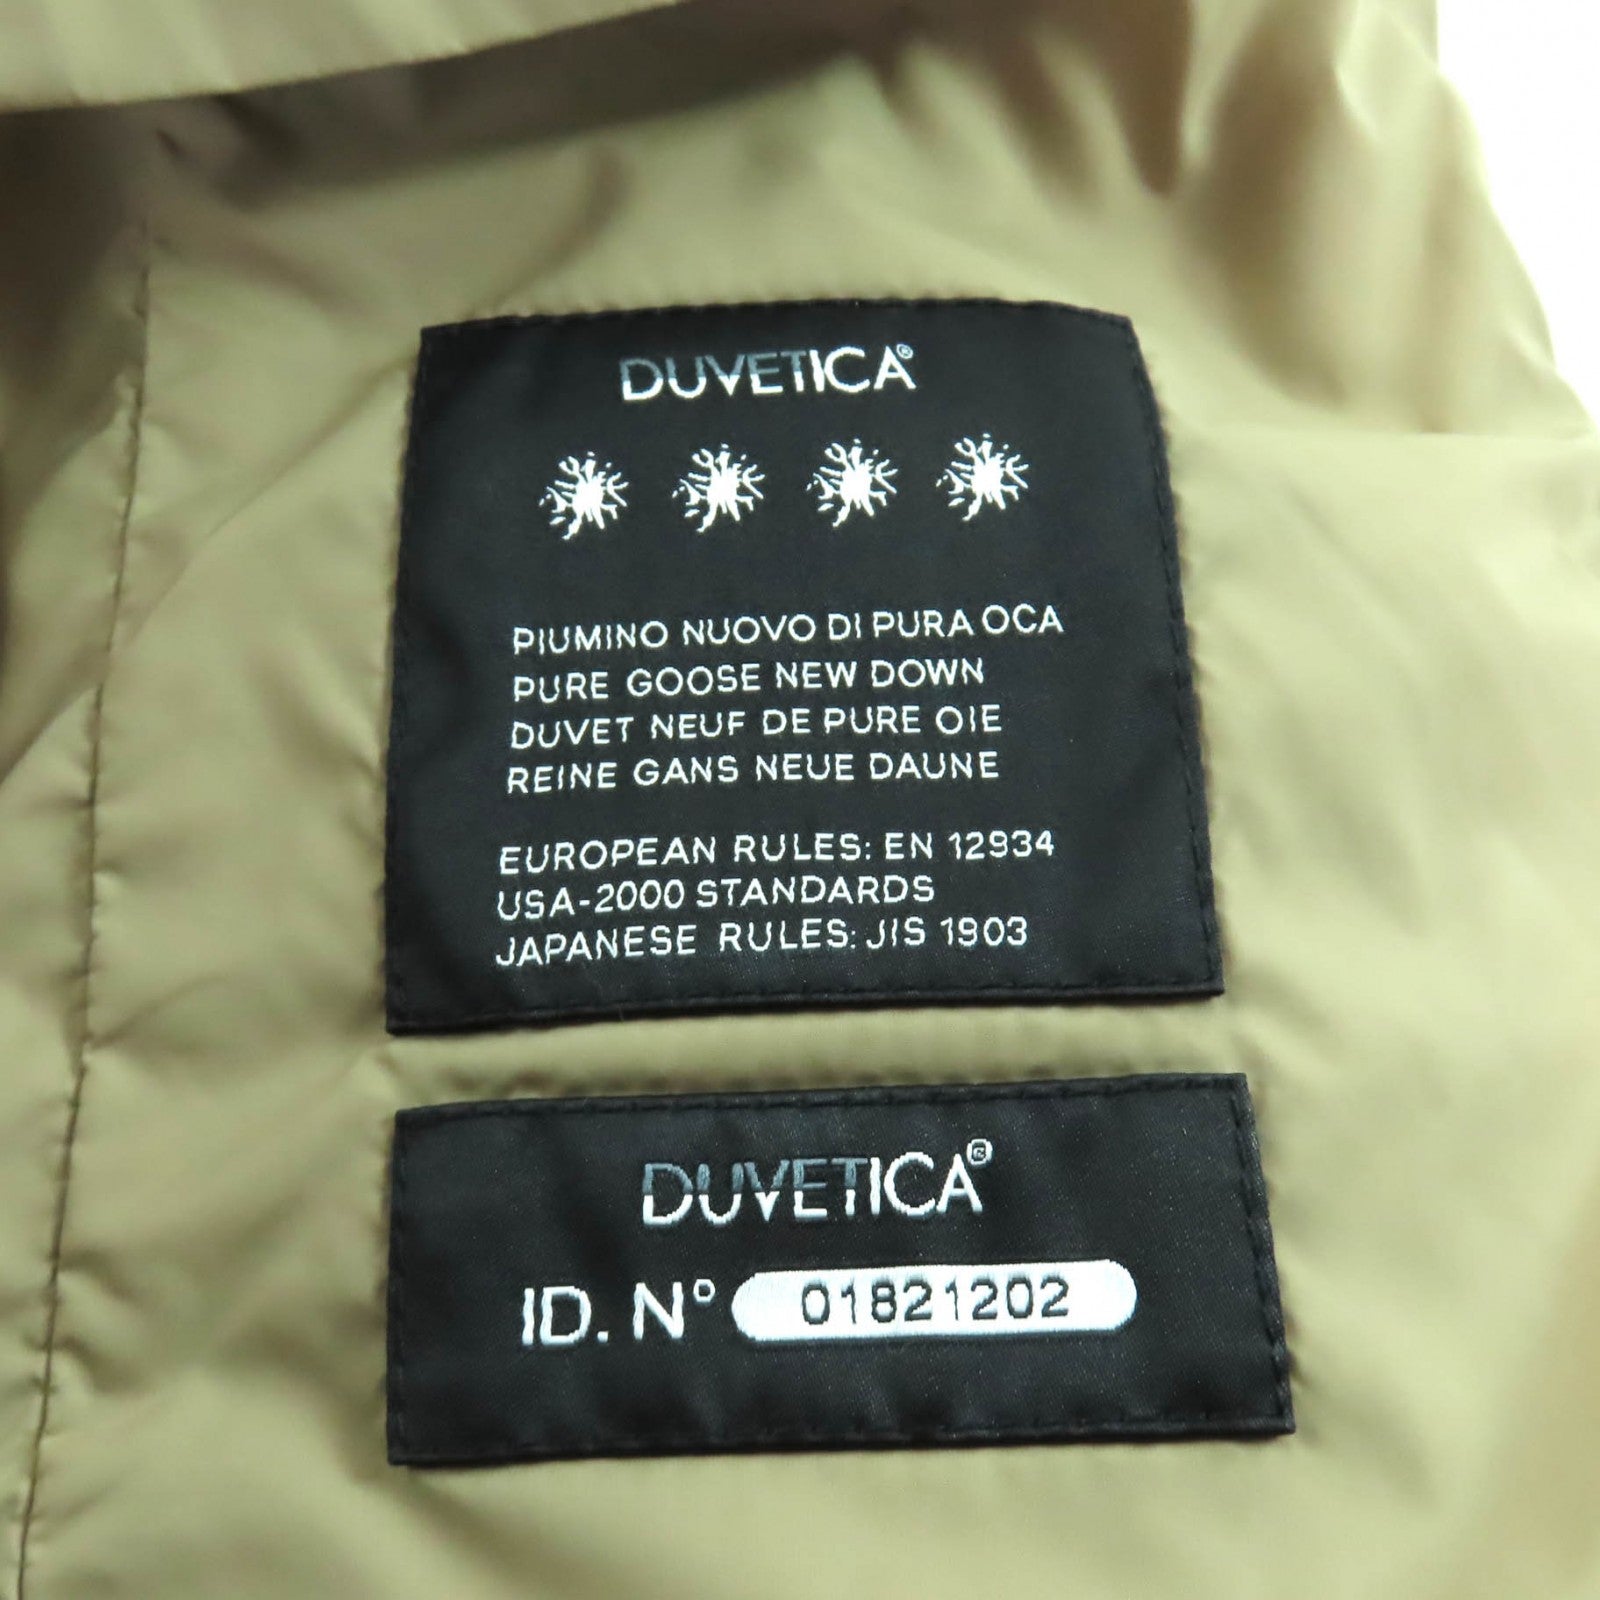 DUVETICA®
PIUMINO NUOVO DI PURA OCA
PURE GOOSE NEW DOWN
DUVET NEUF DE PURE OIE
REINE GANS NEUE DAUNE
EUROPEAN RULES: EN 12934
USA-2000 STANDARDS
JAPANESE RULES: JIS 1903
DUVETICA®
ID. N° 01821202